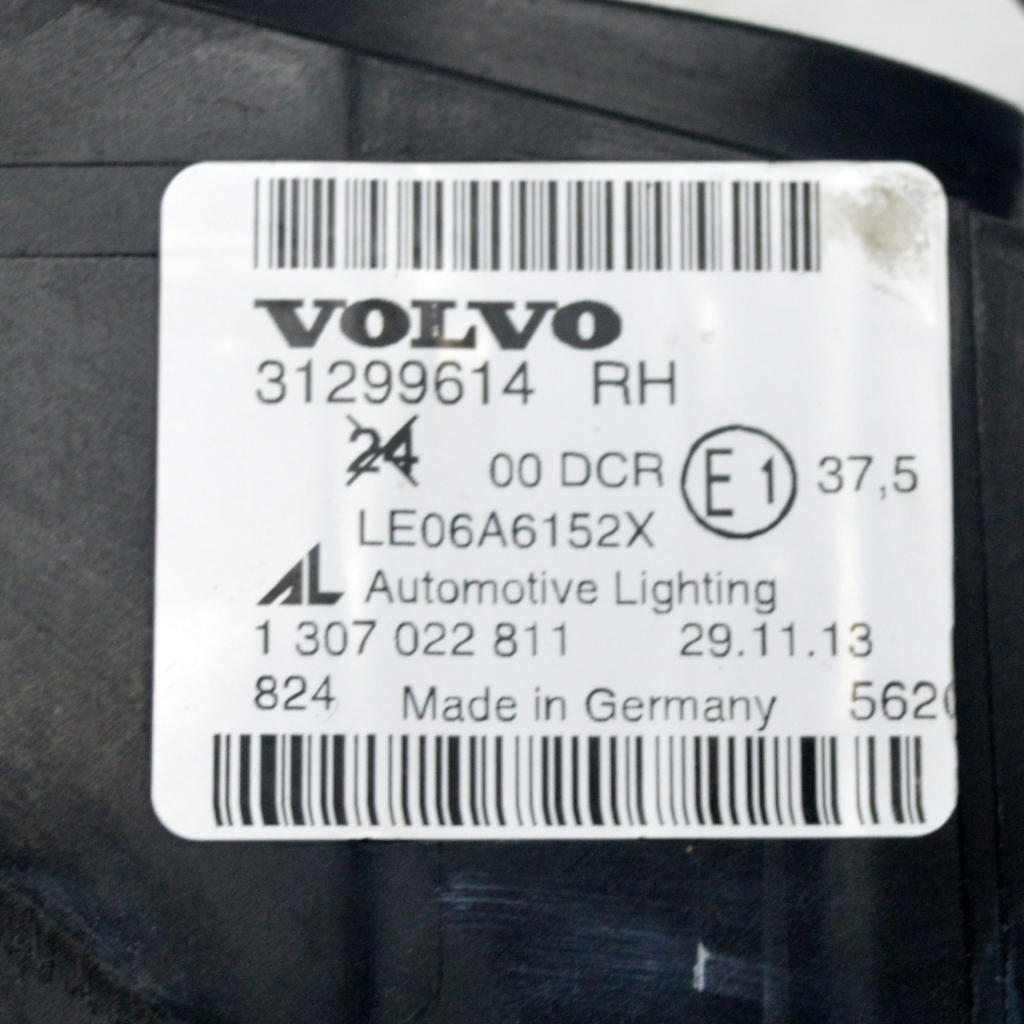 VOLVO
31299614 RH
24 00 DCR E1 37,5
LE06A6152X
AL Automotive Lighting
1 307 022 811 29.11.13
824 Made in Germany 5620